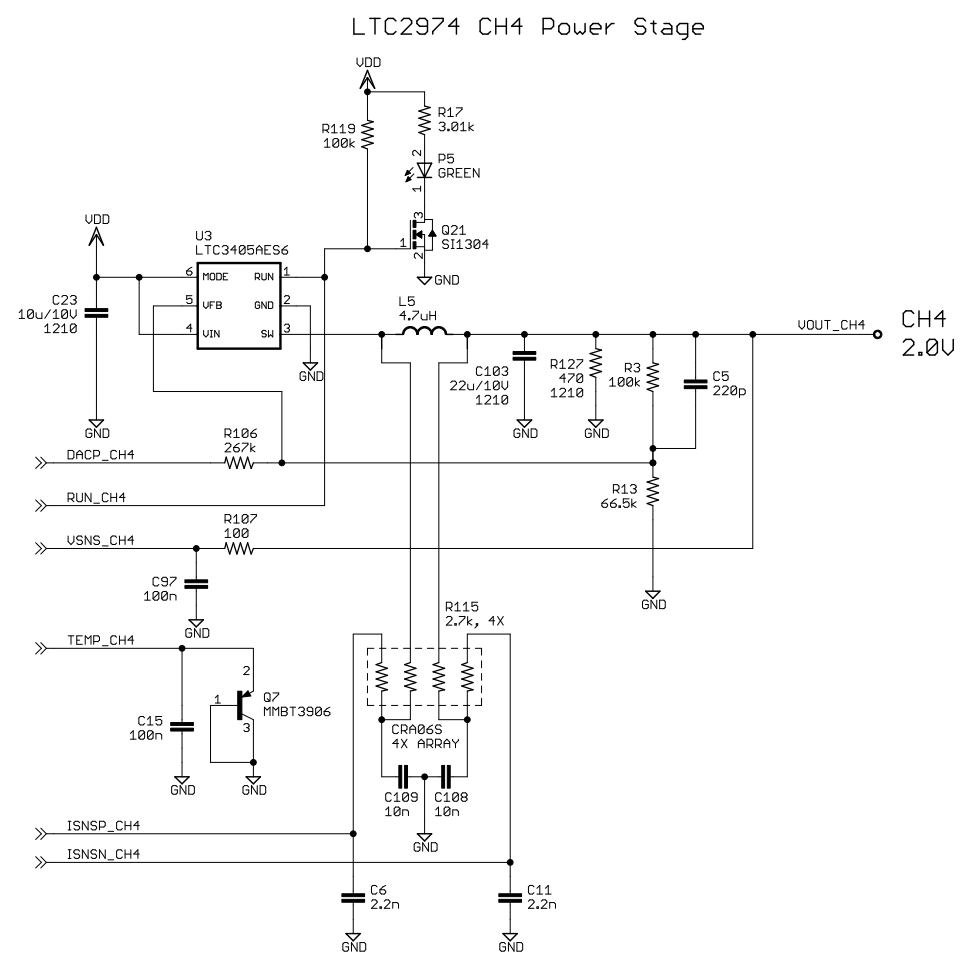 LTC2974 CH4 Power Stage
VDD
R17
3.01k
R119
100k
2
P5
GREEN
1
VDD
3
Q21
SI1304
1
2
GND
U3
LTC3405AES6
6 MODE RUN 1
5 VFB GND 2
4 VIN SW 3
C23
10u/10V
1210
GND
L5
4.7uH
VOUT_CH4
CH4
2.0V
GND
C103
22u/10V
1210
R127
470
1210
R3
100k
C5
220p
GND
GND
GND
DACP_CH4
R106
267k
R13
66.5k
RUN_CH4
R107
100
VSNS_CH4
C97
100n
GND
GND
R115
2.7k, 4X
TEMP_CH4
2
1
Q7
MMBT3906
3
C15
100n
GND
GND
CRA06S
4X ARRAY
C109
10n
C108
10n
GND
ISNSP_CH4
ISNSN_CH4
C6
2.2n
C11
2.2n
GND
GND